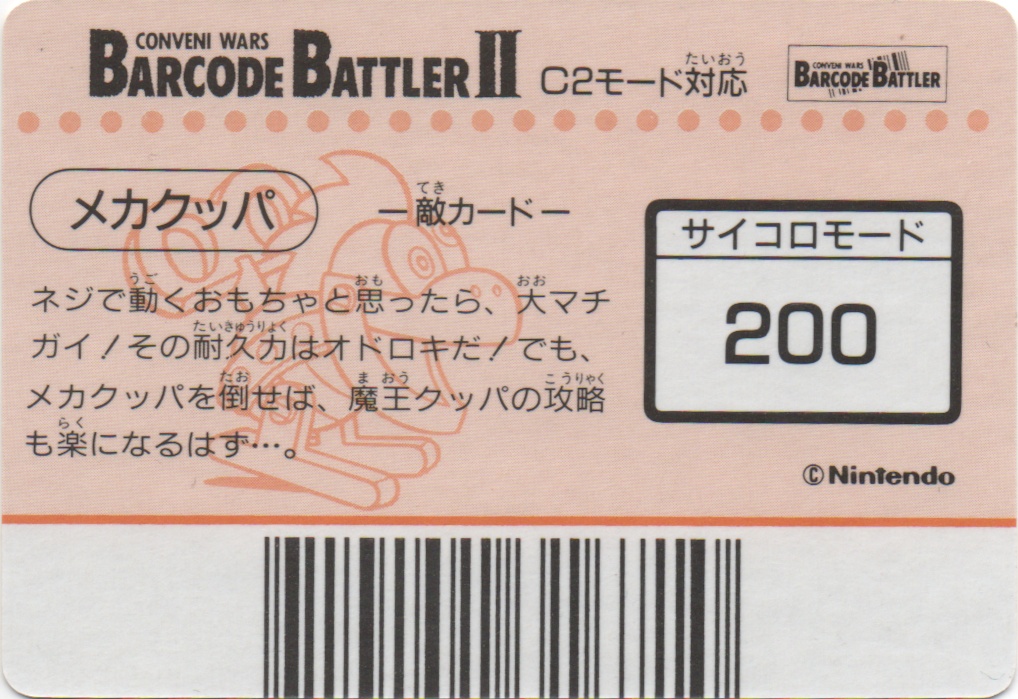 CONVENI WARS
BARCODE BATTLER II
たいおう
C2モード対応
CONVENI WARS
BARCODE BATTLER
メカクッパ
てき
ー敵カードー
うご おも おお
ネジで動くおもちゃと思ったら、大マチ
たいきゅうりょく
ガイ!その耐久力はオドロキだ!でも、
たお ま おう こうりゃく
メカクッパを倒せば、魔王クッパの攻略
らく
も楽になるはず…。
サイコロモード
200
©Nintendo